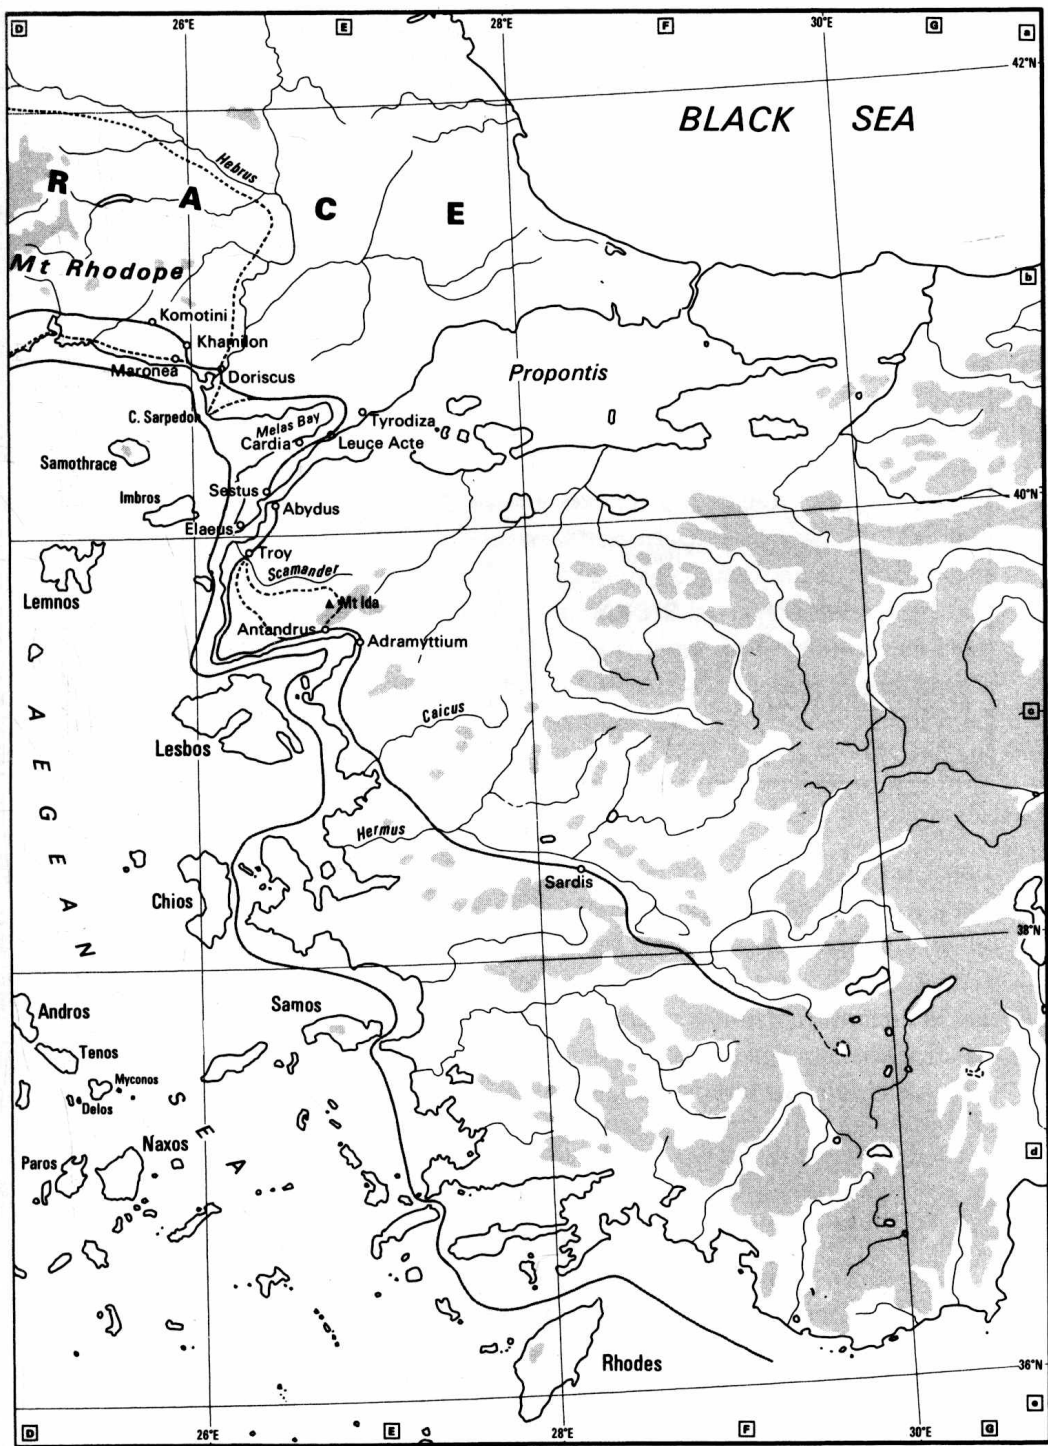 D
26°E
E
28°E
F
30°E
G
a
42°N
BLACK SEA
Hebrus
R A C E
Mt Rhodope
b
Komotini
Khamilon
Maronea
Doriscus
Propontis
C. Sarpedon
Melas Bay
Tyrodiza
Cardia
Leuce Acte
Samothrace
Imbros
Sestus
Abydus
40°N
Elaeus
Troy
Scamander
Lemnos
Mt Ida
Antandrus
Adramyttium
AEGEAN SEA
Caicus
c
Lesbos
Hermus
Sardis
Chios
38°N
Andros
Samos
Tenos
Myconos
Delos
Naxos
Paros
d
Rhodes
36°N
e
D
26°E
E
28°E
F
30°E
G